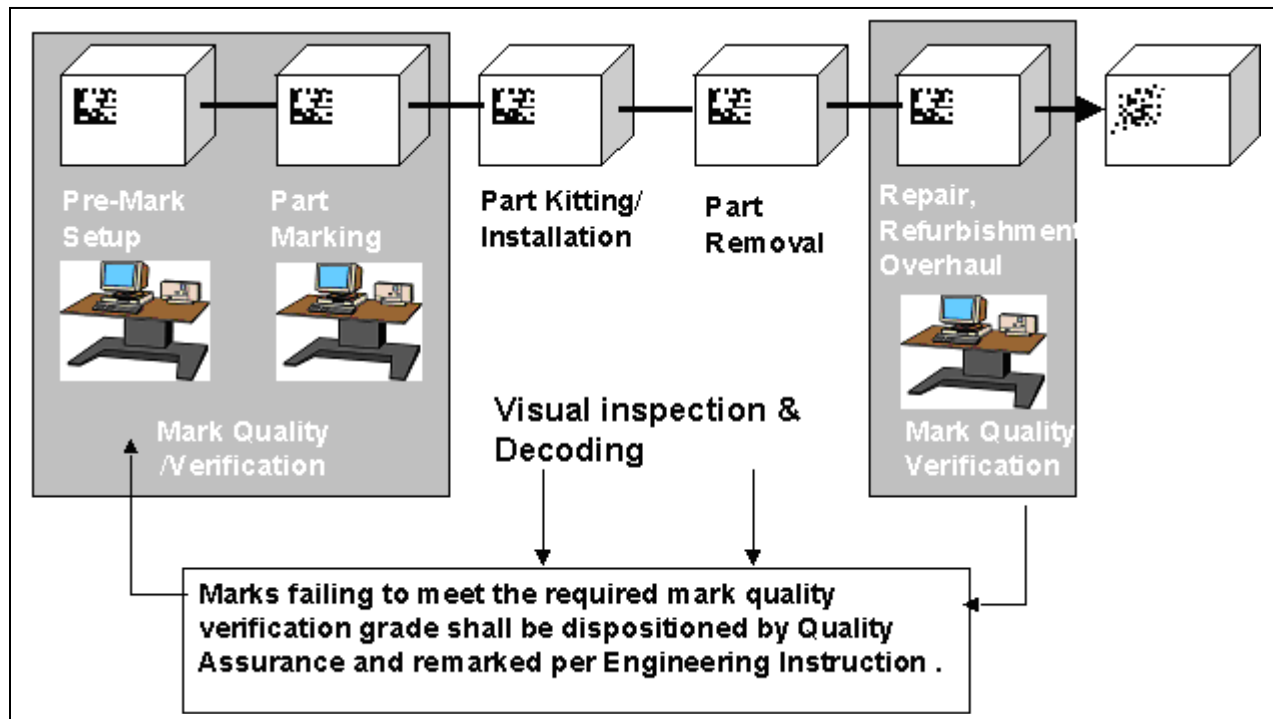 Pre-Mark
Setup
Part
Marking
Part Kitting/
Installation
Part
Removal
Repair,
Refurbishment
Overhaul
Mark Quality
/Verification
Visual inspection &
Decoding
Mark Quality
Verification
Marks failing to meet the required mark quality
verification grade shall be dispositioned by Quality
Assurance and remarked per Engineering Instruction .